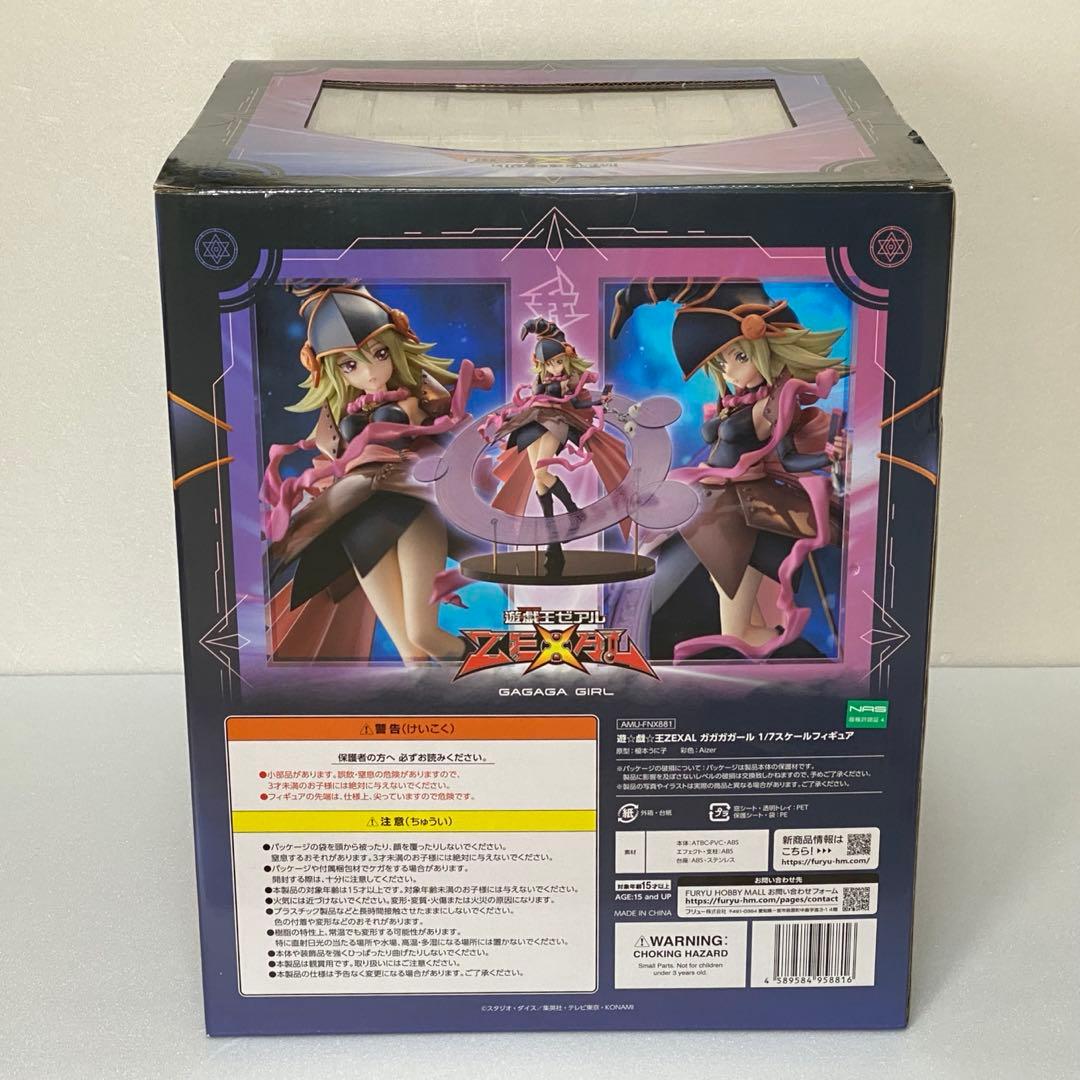 遊戯王ゼアル
ZEXAL
GAGAGA GIRL
⚠警告(けいこく)
保護者の方へ 必ずお読みください。
●小部品があります。誤飲・窒息の危険がありますので、
3才未満のお子様には絶対に与えないでください。
●フィギュアの先端は、仕様上、尖っていますので危険です。
⚠注意(ちゅうい)
●パッケージの袋を頭から被ったり、顔を覆ったりしないでください。
窒息するおそれがあります。3才未満のお子様には絶対に与えないでください。
●パッケージや付属梱包材でケガをする場合があります。
開封する際は、十分に注意してください。
●本製品の対象年齢は15才以上です。対象年齢未満のお子様には与えないでください。
●火気には近づけないでください。変形・変質・火傷または火災の原因になります。
●プラスチック製品などと長時間接触させたままにしないでください。
色の付着や変形などのおそれがあります。
●樹脂の特性上、常温でも変形する可能性があります。
特に直射日光の当たる場所や水場、高温・多湿になる場所には置かないでください。
●本体や装飾品を強くひっぱったり曲げたりしないでください。
●本製品は観賞用です。取り扱いにはご注意ください。
●本製品の仕様は予告なく変更になる場合があります。ご了承ください。
NAS
AMU-FNX881
遊☆戯☆王ZEXAL ガガガガール 1/7スケールフィギュア
原型:榎本うに子 彩色:Aizer
※パッケージの破損について:パッケージは製品本体の保護材です。
製品に影響を及ぼさないレベルの破損は交換致しかねますので、予めご了承ください。
※製品の写真やイラストは実際の商品と異なる場合がございます。ご了承ください。
紙 外箱・台紙
プラ 窓シート・透明トレイ:PET
保護シート・袋:PE
素材
本体:ATBC-PVC・ABS
エフェクト・支柱:ABS
台座:ABS・ステンレス
新商品情報は
こちら!▶▶▶
https://furyu-hm.com/
対象年齢15才以上
AGE:15 and UP
MADE IN CHINA
お問い合わせ先
FURYU HOBBY MALL お問い合わせフォーム
https://furyu-hm.com/pages/contact
⚠WARNING:
CHOKING HAZARD
Small Parts. Not for children
under 3 years old.
4 589584 958816
©スタジオ・ダイス/集英社・テレビ東京・KONAMI